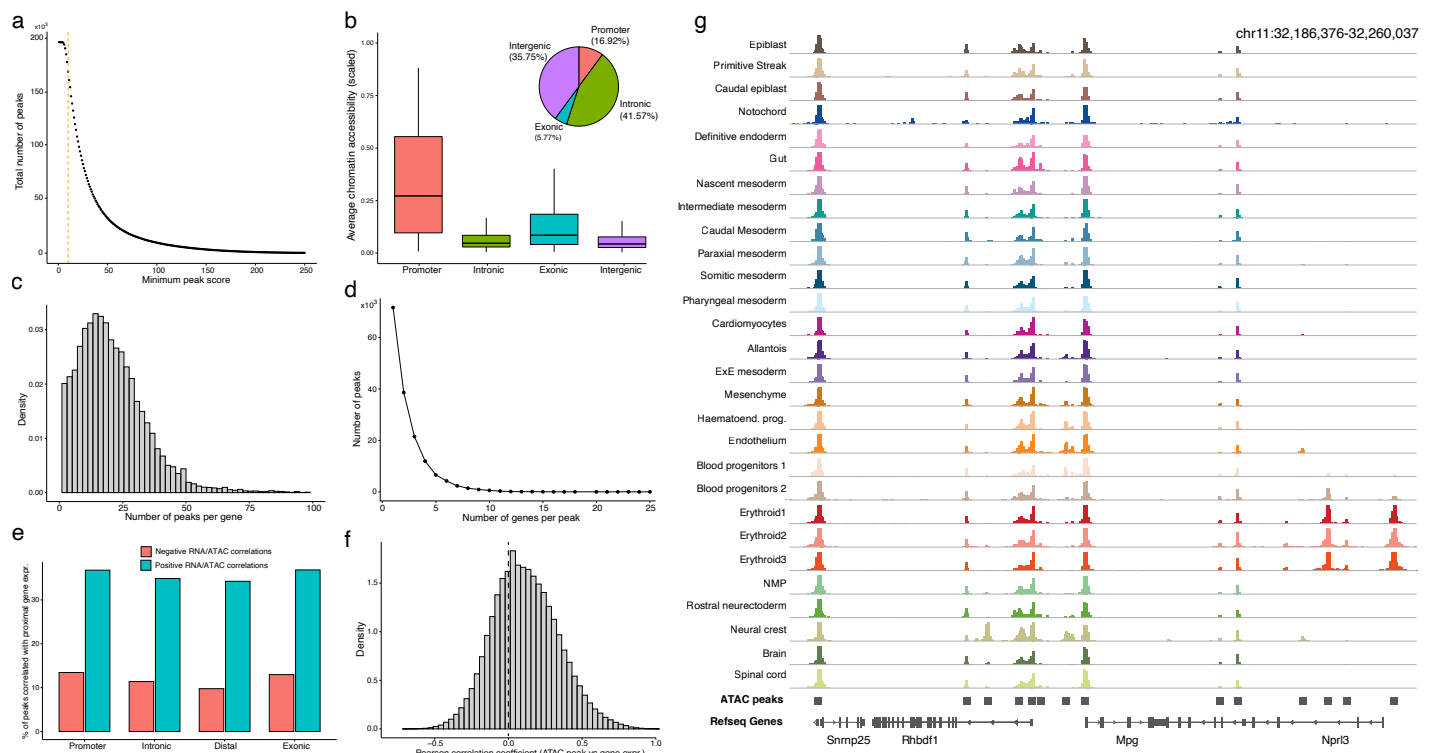 a
x10³
200
150
100
50
0
Total number of peaks
0
50
100
150
200
250
Minimum peak score
b
1.00
0.75
0.50
0.25
0.00
Average chromatin accessibility (scaled)
Promoter
(16.92%)
Intergenic
(35.75%)
Intronic
(41.57%)
Exonic
(5.77%)
Promoter
Intronic
Exonic
Intergenic
c
0.03
0.02
0.01
0.00
Density
0
25
50
75
100
Number of peaks per gene
d
x10³
60
40
20
0
Number of peaks
0
5
10
15
20
25
Number of genes per peak
e
Negative RNA/ATAC correlations
Positive RNA/ATAC correlations
% of peaks correlated with proximal gene expr.
30
20
10
0
Promoter
Intronic
Distal
Exonic
f
1.5
1.0
0.5
0.0
Density
−0.5
0.0
0.5
1.0
Pearson correlation coefficient (ATAC peak vs gene expr.)
g
chr11:32,186,376-32,260,037
Epiblast
Primitive Streak
Caudal epiblast
Notochord
Definitive endoderm
Gut
Nascent mesoderm
Intermediate mesoderm
Caudal Mesoderm
Paraxial mesoderm
Somitic mesoderm
Pharyngeal mesoderm
Cardiomyocytes
Allantois
ExE mesoderm
Mesenchyme
Haematoend. prog.
Endothelium
Blood progenitors 1
Blood progenitors 2
Erythroid1
Erythroid2
Erythroid3
NMP
Rostral neurectoderm
Neural crest
Brain
Spinal cord
ATAC peaks
Refseq Genes
Snrnp25
Rhbdf1
Mpg
Nprl3